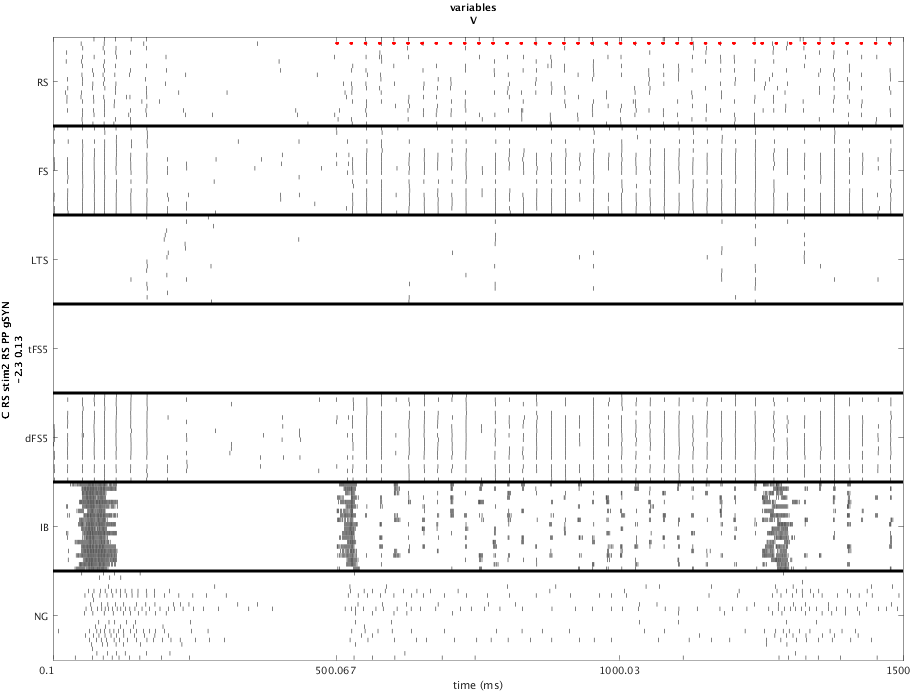 variables
V
RS
FS
LTS
tFS5
dFS5
IB
NG
C RS stim2 RS PP gSYN
-2.3 0.13
0.1
500.067
1000.03
1500
time (ms)